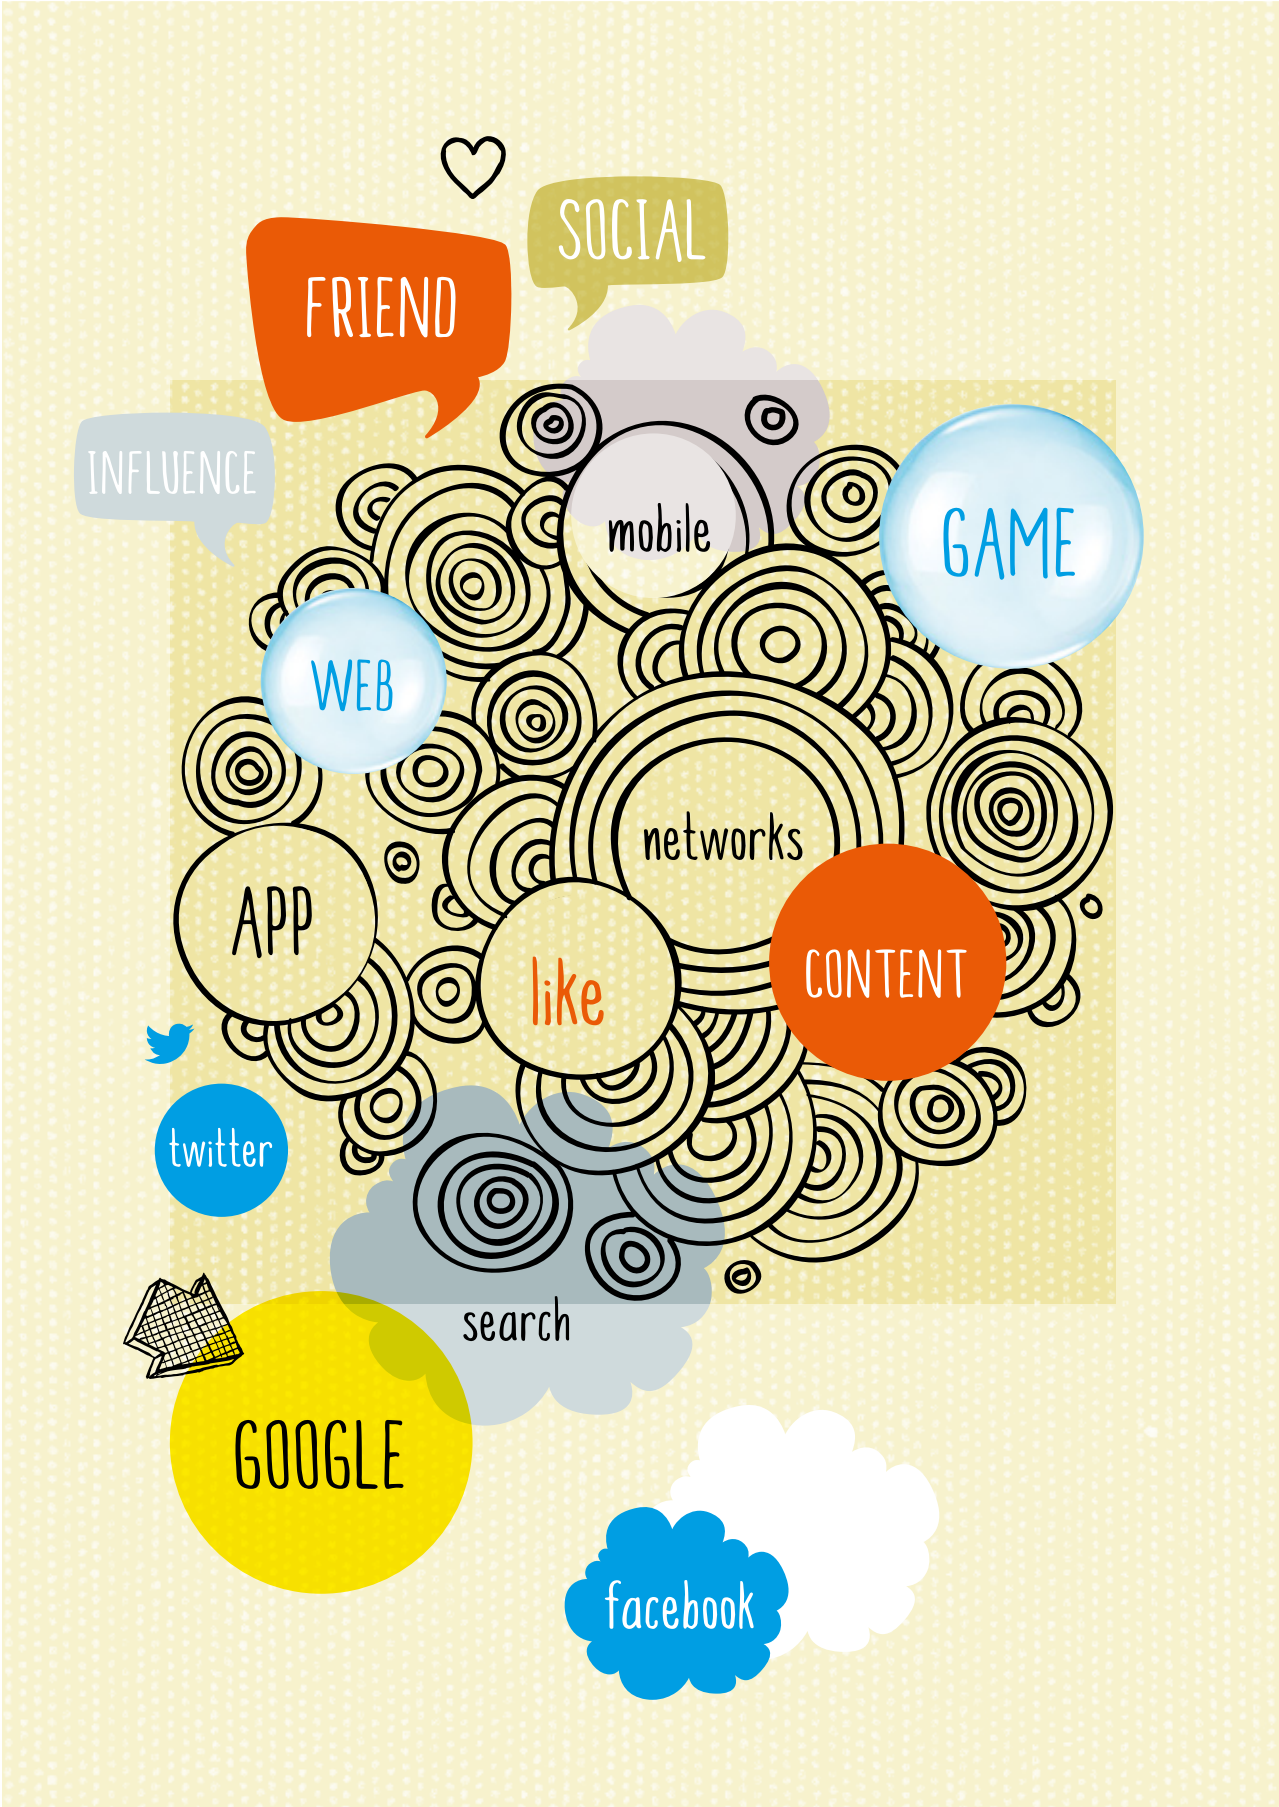 SOCIAL
FRIEND
INFLUENCE
mobile
GAME
WEB
networks
APP
like
CONTENT
twitter
search
GOOGLE
facebook